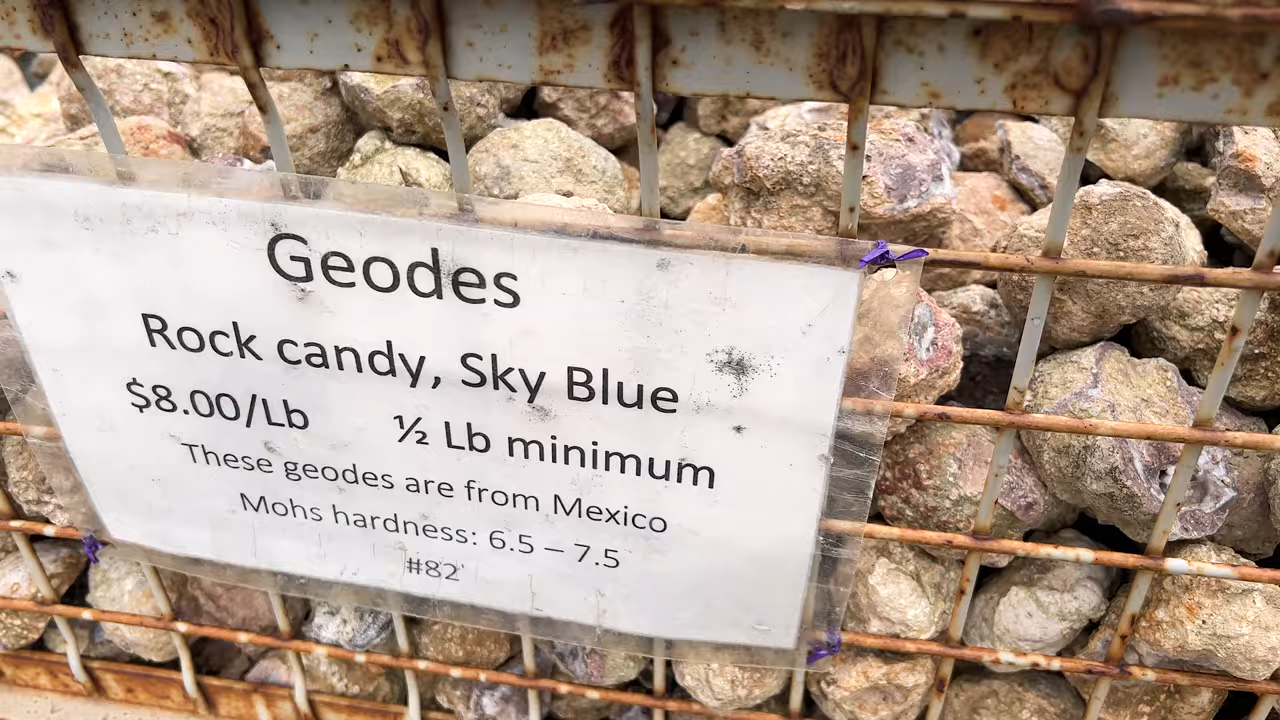 Geodes
Rock candy, Sky Blue
$8.00/Lb ½ Lb minimum
These geodes are from Mexico
Mohs hardness: 6.5 – 7.5
#82